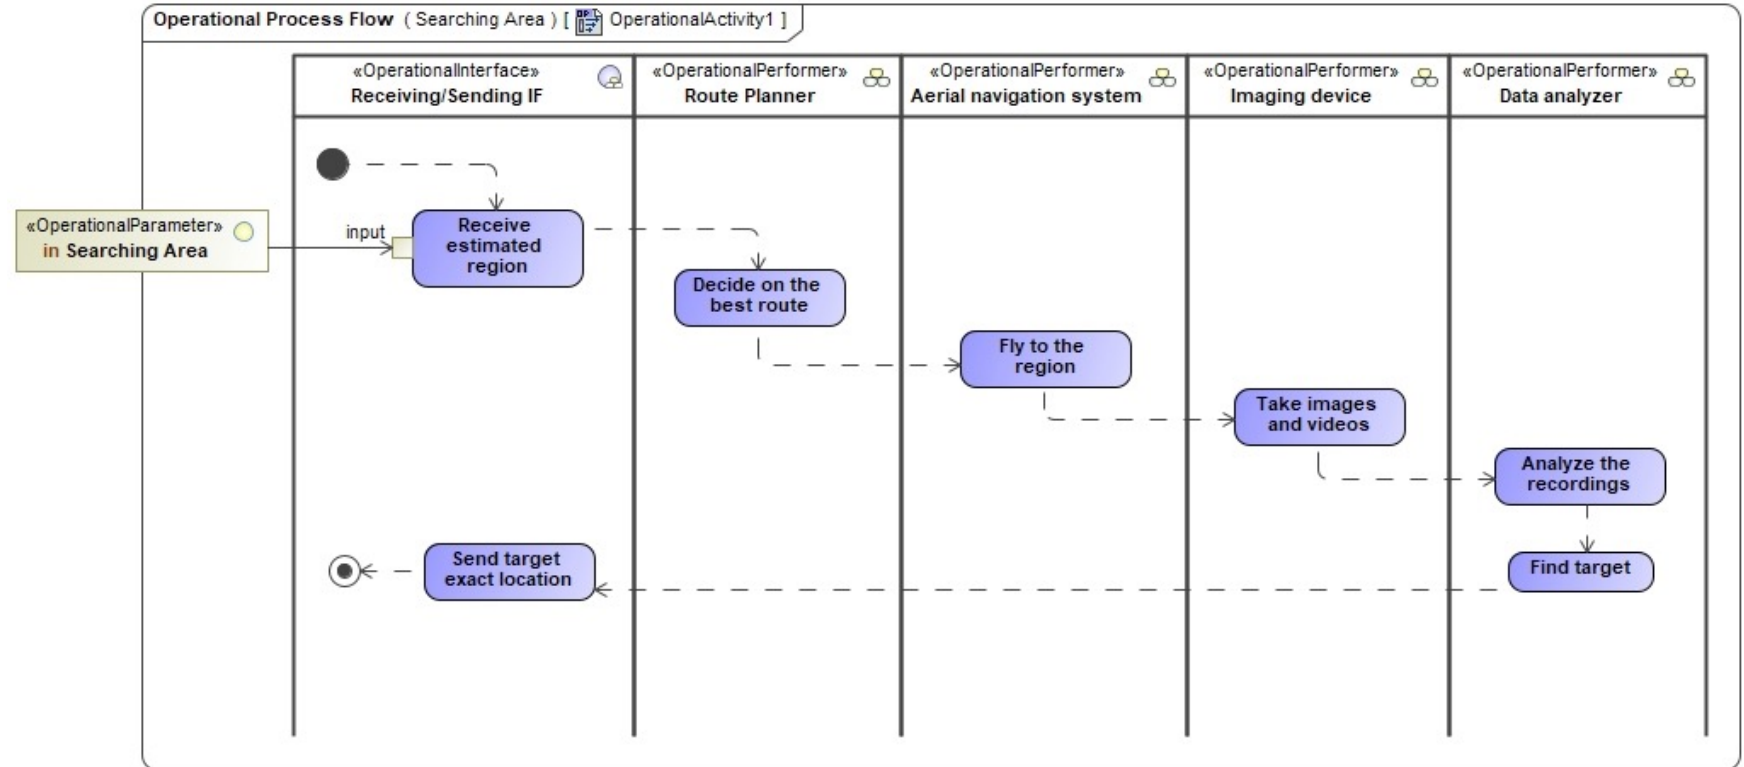 Operational Process Flow ( Searching Area ) [ OperationalActivity1 ]
«OperationalInterface»
Receiving/Sending IF
«OperationalPerformer»
Route Planner
«OperationalPerformer»
Aerial navigation system
«OperationalPerformer»
Imaging device
«OperationalPerformer»
Data analyzer
«OperationalParameter»
in Searching Area
input
Receive
estimated
region
Decide on the
best route
Fly to the
region
Take images
and videos
Analyze the
recordings
Find target
Send target
exact location